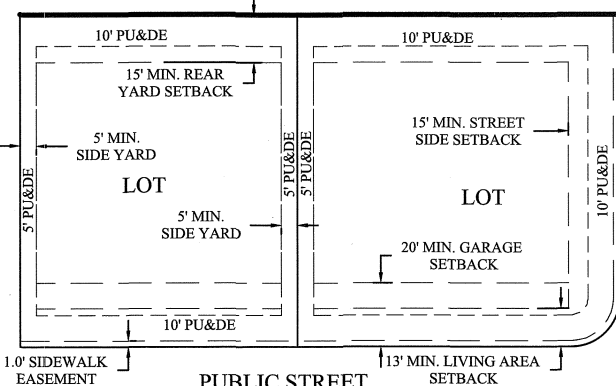 10' PU&DE
10' PU&DE
15' MIN. REAR
YARD SETBACK
15' MIN. STREET
SIDE SETBACK
5' MIN.
SIDE YARD
5' PU&DE
LOT
5' MIN.
SIDE YARD
5' PU&DE
5' PU&DE
LOT
10' PU&DE
20' MIN. GARAGE
SETBACK
10' PU&DE
1.0' SIDEWALK
EASEMENT
13' MIN. LIVING AREA
SETBACK
PUBLIC STREET